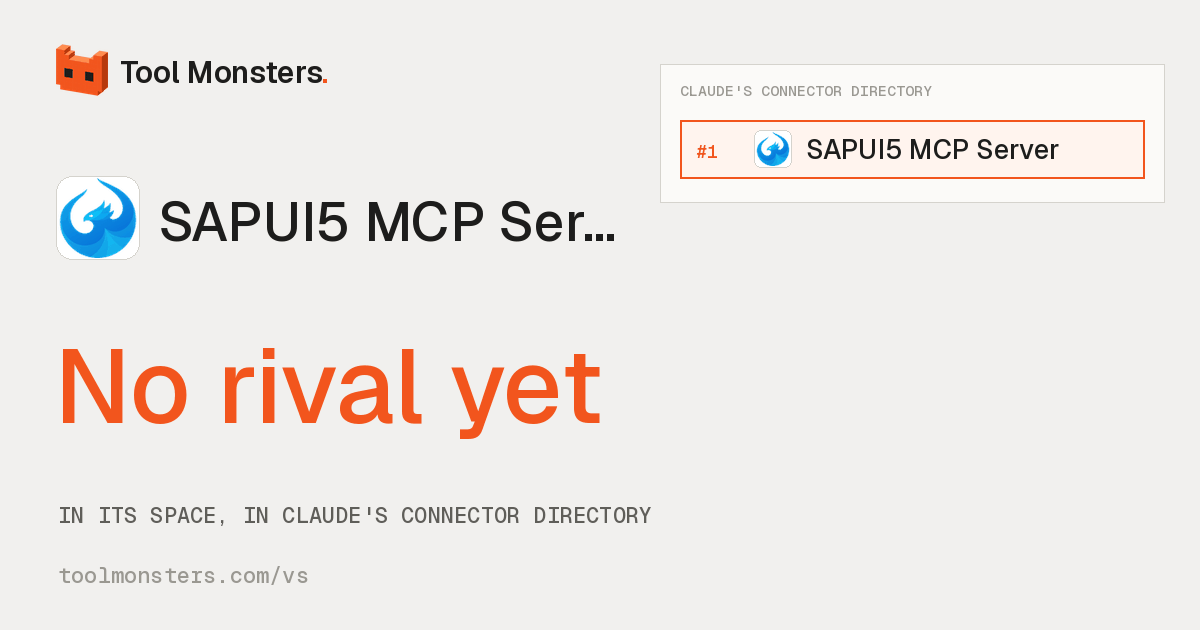 Tool Monsters.
SAPUI5 MCP Ser...
No rival yet
IN ITS SPACE, IN CLAUDE'S CONNECTOR DIRECTORY
toolmonsters.com/vs
CLAUDE'S CONNECTOR DIRECTORY
#1 SAPUI5 MCP Server